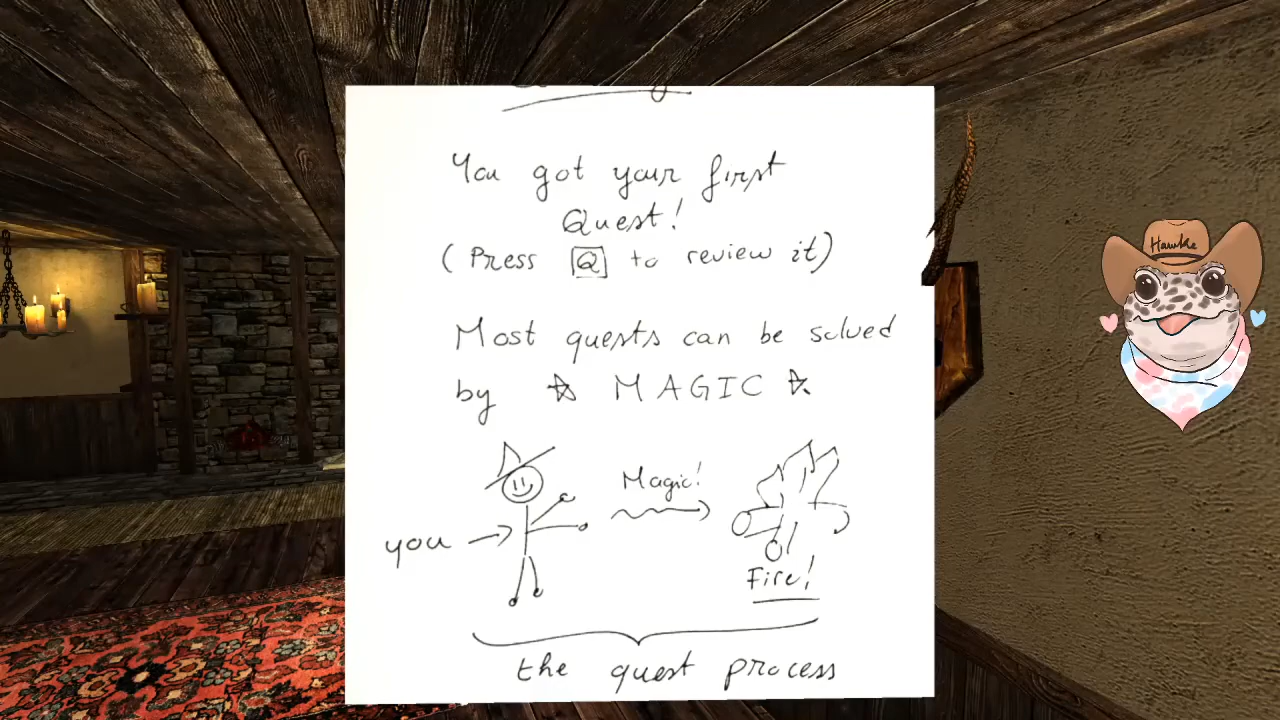 You got your first
Quest!
(Press Q to review it)
Most quests can be solved
by ☆ MAGIC ☆
Magic!
you →
Fire!
the quest process
Hawke